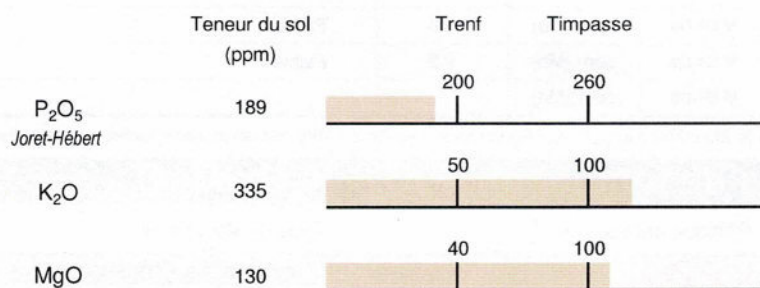 Teneur du sol Trenf Timpasse
(ppm)
200 260
P₂O₅ 189
Joret-Hébert
50 100
K₂O 335
40 100
MgO 130